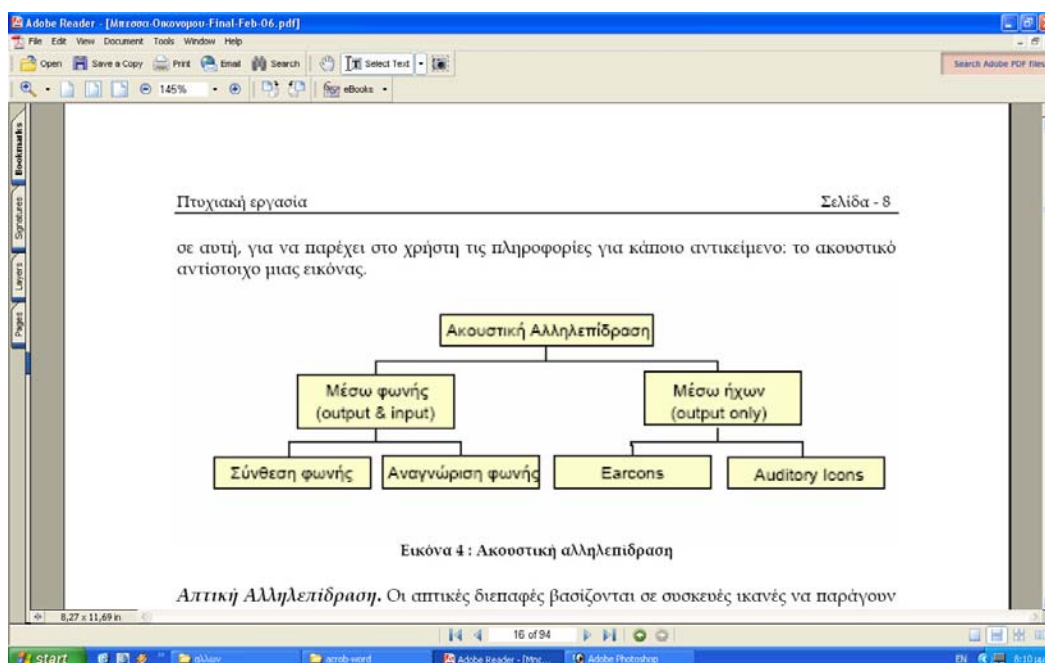 Adobe Reader - [Μπεσσα-Οικονομου-Final-Feb-06.pdf]
File Edit View Document Tools Window Help
Open Save a Copy Print Email Search Select Text Search Adobe PDF files
145% eBooks
Bookmarks
Signatures
Layers
Pages
Πτυχιακή εργασία Σελίδα - 8
σε αυτή, για να παρέχει στο χρήστη τις πληροφορίες για κάποιο αντικείμενο: το ακουστικό
αντίστοιχο μιας εικόνας.
Ακουστική Αλληλεπίδραση
Μέσω φωνής
(output & input)
Μέσω ήχων
(output only)
Σύνθεση φωνής Αναγνώριση φωνής Earcons Auditory Icons
Εικόνα 4 : Ακουστική αλληλεπίδραση
Απτική Αλληλεπίδραση. Οι απτικές διεπαφές βασίζονται σε συσκευές ικανές να παράγουν
8,27 x 11,69 in
16 of 94
start αλλων acrob-word Adobe Reader - [Μπε... Adobe Photoshop EN 8:10 μμ